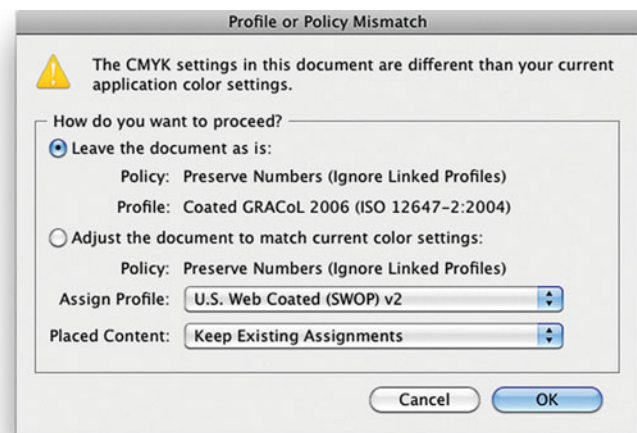 Profile or Policy Mismatch
The CMYK settings in this document are different than your current
application color settings.
How do you want to proceed?
Leave the document as is:
Policy: Preserve Numbers (Ignore Linked Profiles)
Profile: Coated GRACoL 2006 (ISO 12647-2:2004)
Adjust the document to match current color settings:
Policy: Preserve Numbers (Ignore Linked Profiles)
Assign Profile: U.S. Web Coated (SWOP) v2
Placed Content: Keep Existing Assignments
Cancel OK